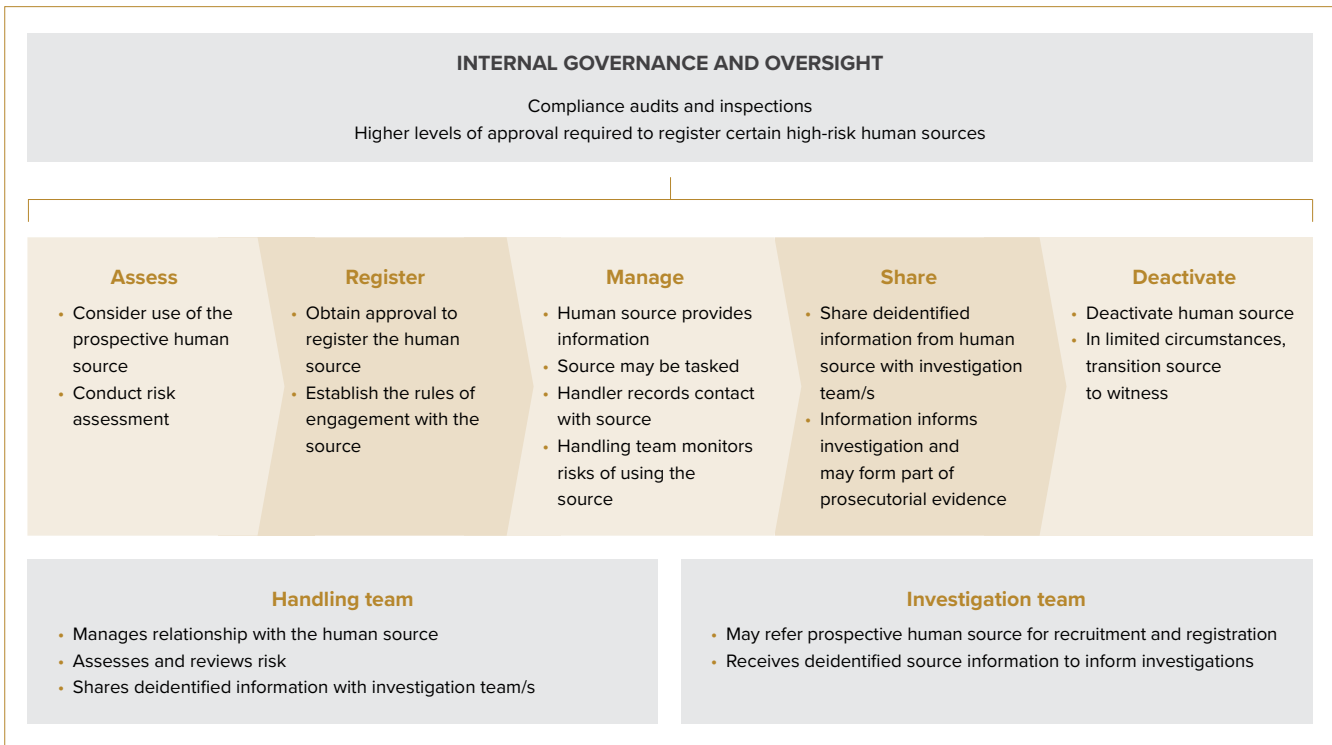 INTERNAL GOVERNANCE AND OVERSIGHT
Compliance audits and inspections
Higher levels of approval required to register certain high-risk human sources
Assess
• Consider use of the
prospective human
source
• Conduct risk
assessment
Register
• Obtain approval to
register the human
source
• Establish the rules of
engagement with the
source
Manage
• Human source provides
information
• Source may be tasked
• Handler records contact
with source
• Handling team monitors
risks of using the
source
Share
• Share deidentified
information from human
source with investigation
team/s
• Information informs
investigation and
may form part of
prosecutorial evidence
Deactivate
• Deactivate human source
• In limited circumstances,
transition source
to witness
Handling team
• Manages relationship with the human source
• Assesses and reviews risk
• Shares deidentified information with investigation team/s
Investigation team
• May refer prospective human source for recruitment and registration
• Receives deidentified source information to inform investigations